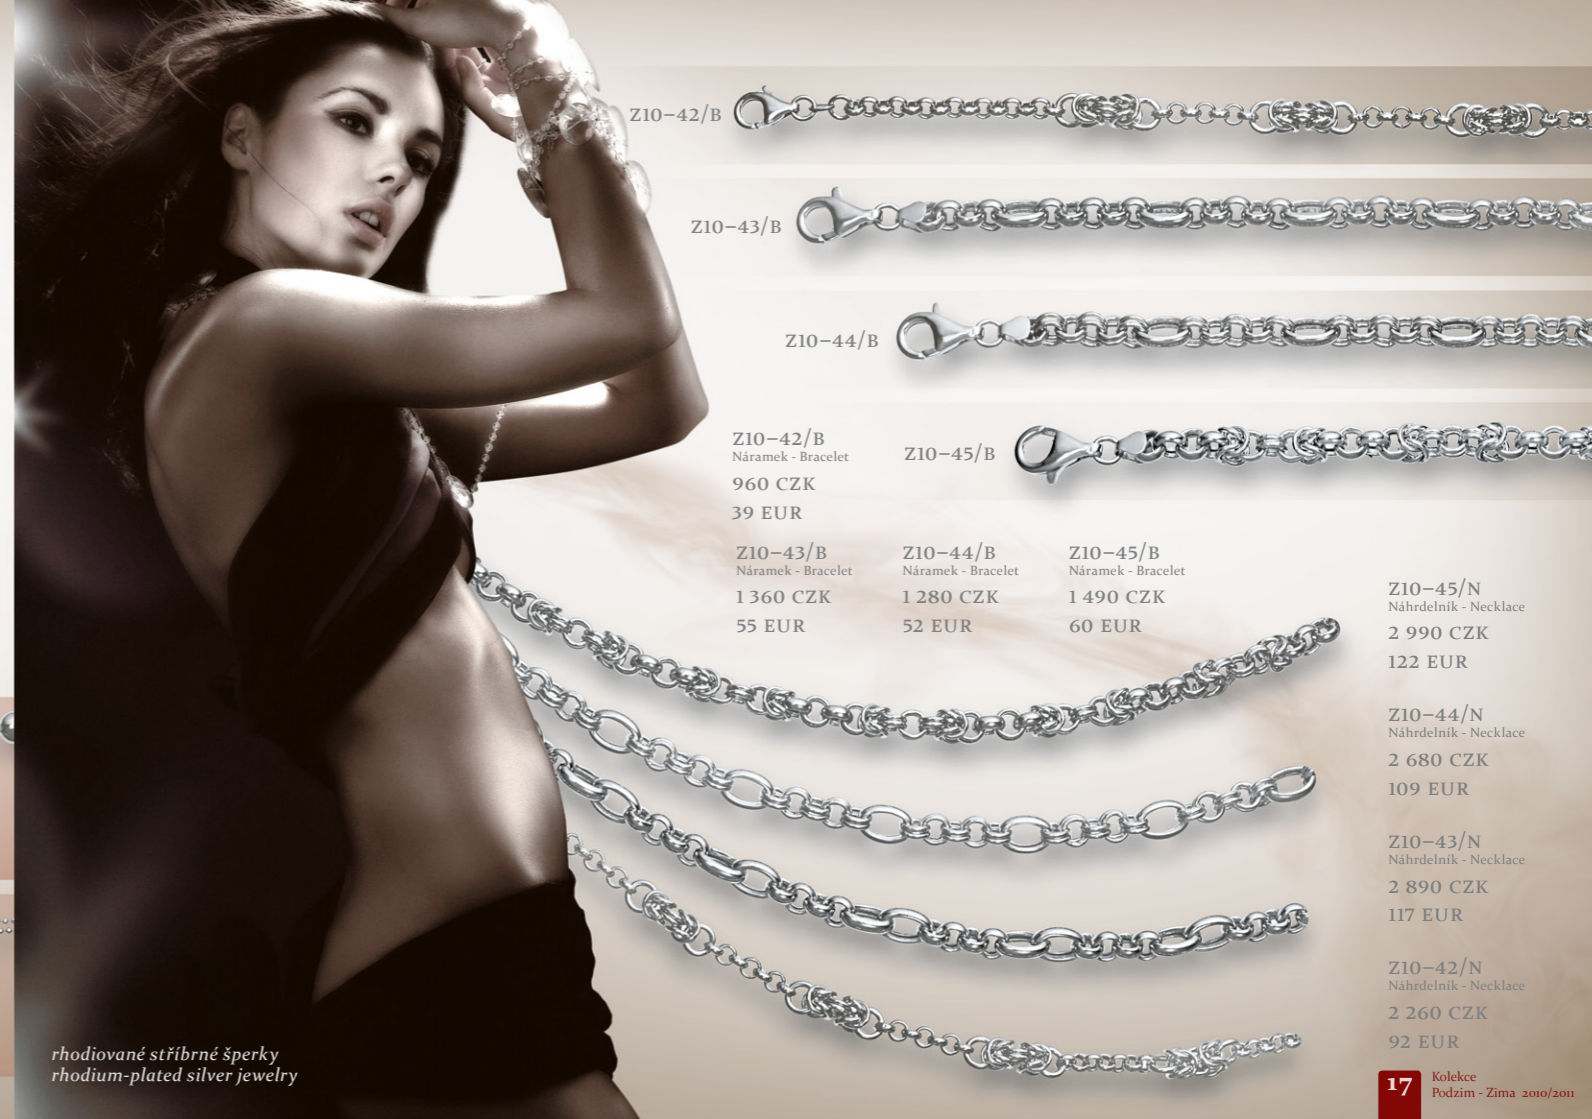 Z10–42/B
Z10–43/B
Z10–44/B
Z10–45/B
Z10–42/B
Náramek - Bracelet
960 CZK
39 EUR
Z10–43/B
Náramek - Bracelet
1 360 CZK
55 EUR
Z10–44/B
Náramek - Bracelet
1 280 CZK
52 EUR
Z10–45/B
Náramek - Bracelet
1 490 CZK
60 EUR
Z10–45/N
Náhrdelník - Necklace
2 990 CZK
122 EUR
Z10–44/N
Náhrdelník - Necklace
2 680 CZK
109 EUR
Z10–43/N
Náhrdelník - Necklace
2 890 CZK
117 EUR
Z10–42/N
Náhrdelník - Necklace
2 260 CZK
92 EUR
rhodiované stříbrné šperky
rhodium-plated silver jewelry
17
Kolekce
Podzim - Zima 2010/2011